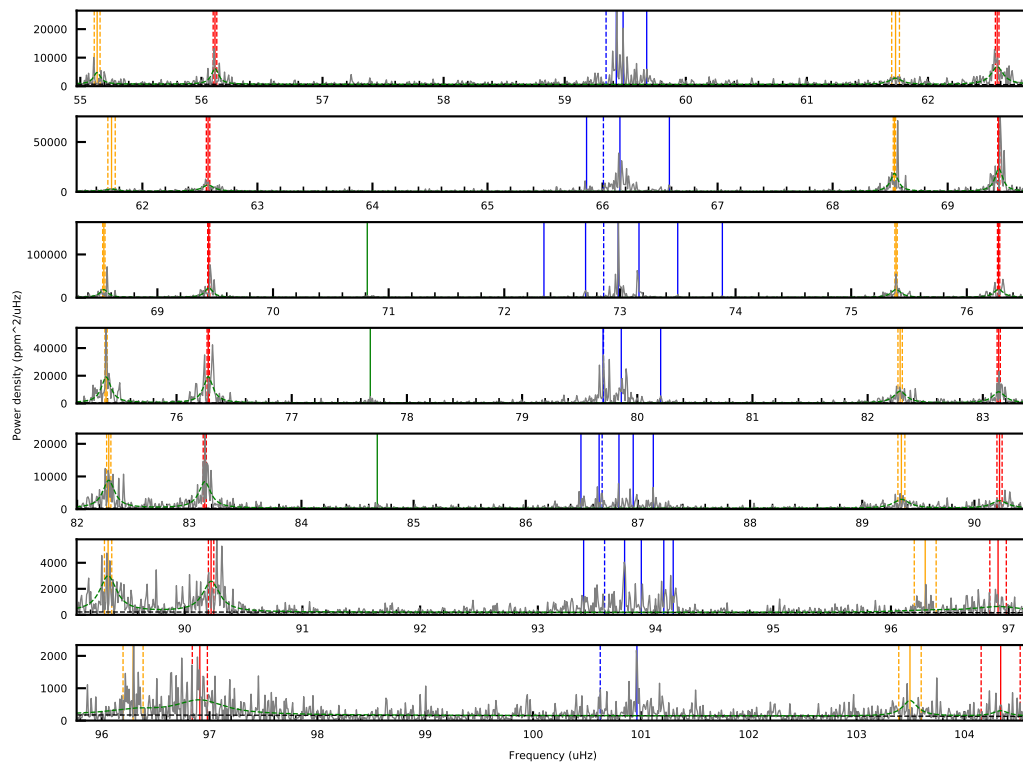 20000
10000
0
55 56 57 58 59 60 61 62
50000
0
62 63 64 65 66 67 68 69
100000
0
69 70 71 72 73 74 75 76
40000
20000
0
76 77 78 79 80 81 82 83
Power density (ppm^2/uHz)
20000
10000
0
82 83 84 85 86 87 88 89 90
4000
2000
0
90 91 92 93 94 95 96 97
2000
1000
0
96 97 98 99 100 101 102 103 104
Frequency (uHz)